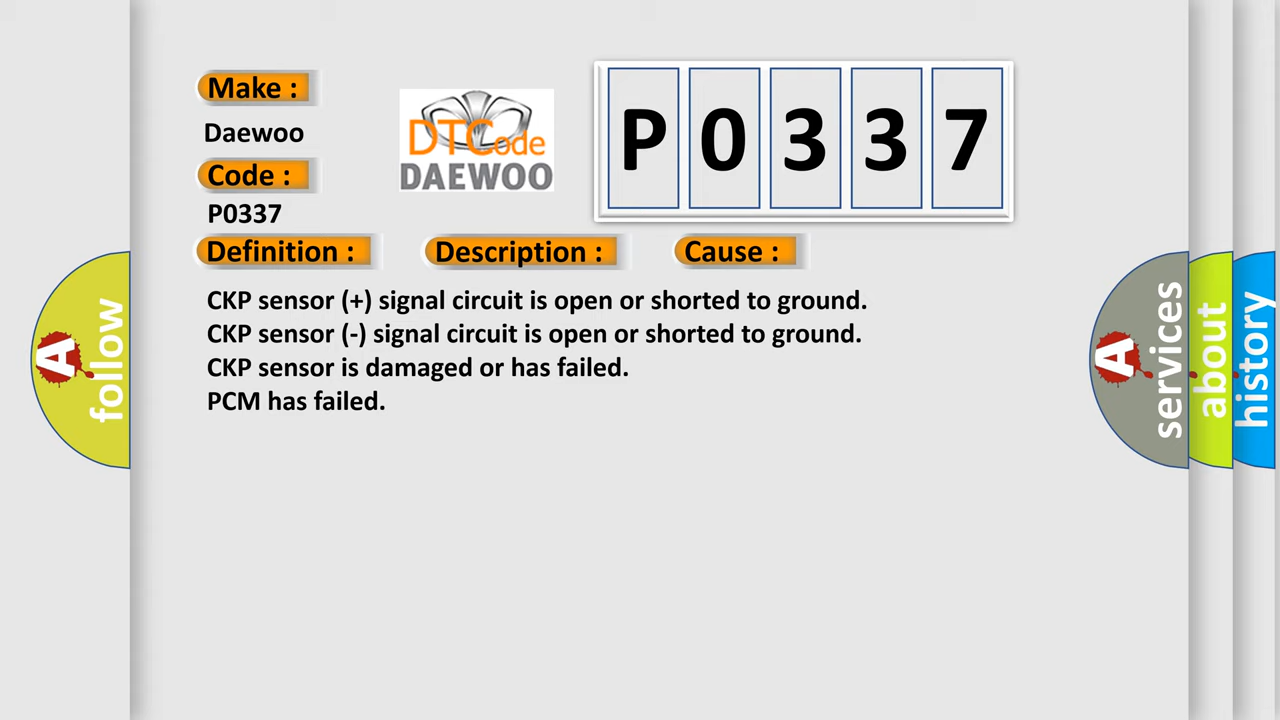 Make :
Daewoo
Code :
P0337
DTCode
DAEWOO
P0337
Definition :
Description :
Cause :
CKP sensor (+) signal circuit is open or shorted to ground.
CKP sensor (-) signal circuit is open or shorted to ground.
CKP sensor is damaged or has failed.
PCM has failed.
A
follow
A
services
about
history